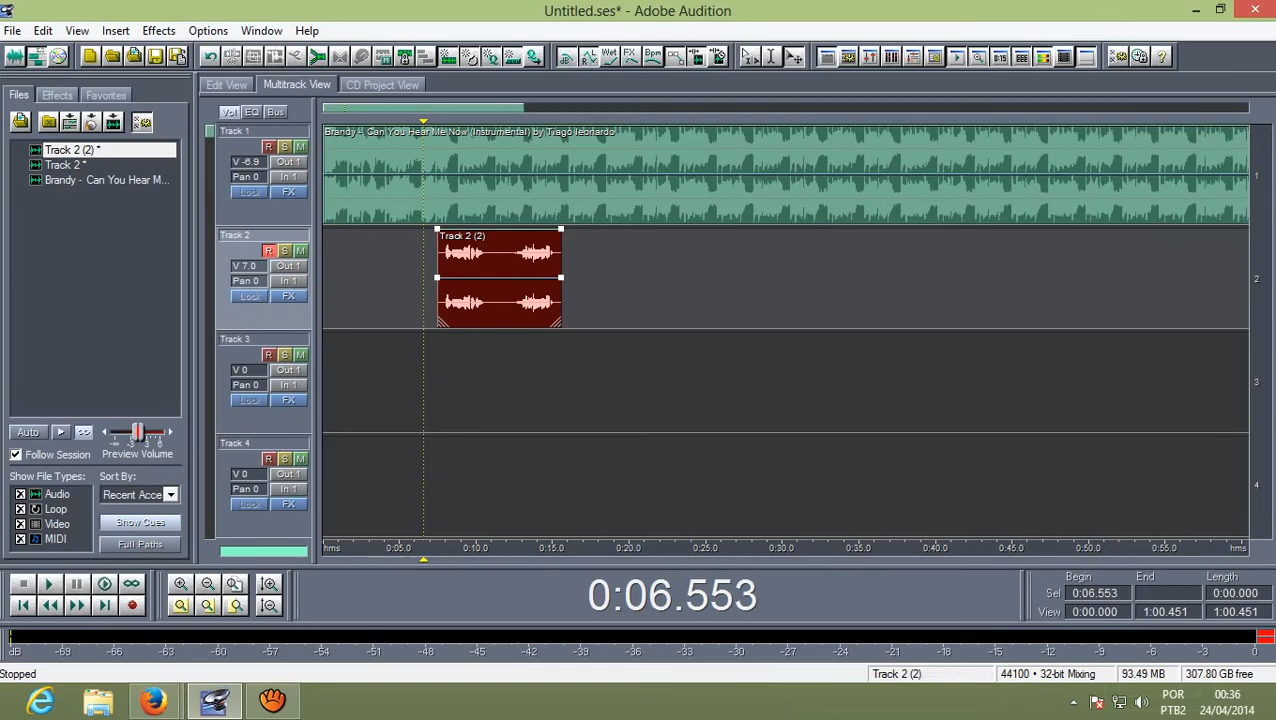 Untitled.ses* - Adobe Audition
File Edit View Insert Effects Options Window Help
Edit View Multitrack View CD Project View
Files Effects Favorites
Track 2 (2) *
Track 2 *
Brandy - Can You Hear M...
Auto
Follow Session
Preview Volume
Show File Types: Sort By:
Audio
Loop
Video
MIDI
Recent Acce
Show Cues
Full Paths
Vol EQ Bus
Track 1
R S M
V -6.9 Out 1
Pan 0 In 1
Lock FX
Brandy - Can You Hear Me Now (Instrumental) by Tiago lebnardo
1
Track 2
R S M
V 7.0 Out 1
Pan 0 In 1
Lock FX
Track 2 (2)
2
Track 3
R S M
V 0 Out 1
Pan 0 In 1
Lock FX
3
Track 4
R S M
V 0 Out 1
Pan 0 In 1
Lock FX
4
hms 0:05.0 0:10.0 0:15.0 0:20.0 0:25.0 0:30.0 0:35.0 0:40.0 0:45.0 0:50.0 0:55.0 hms
0:06.553
Begin End Length
Sel 0:06.553 0:00.000
View 0:00.000 1:00.451 1:00.451
dB -69 -66 -63 -60 -57 -54 -51 -48 -45 -42 -39 -36 -33 -30 -27 -24 -21 -18 -15 -12 -9 -6 -3 0
Stopped
Track 2 (2) 44100 • 32-bit Mixing 93.49 MB 307.80 GB free
POR 00:36
PTB2 24/04/2014